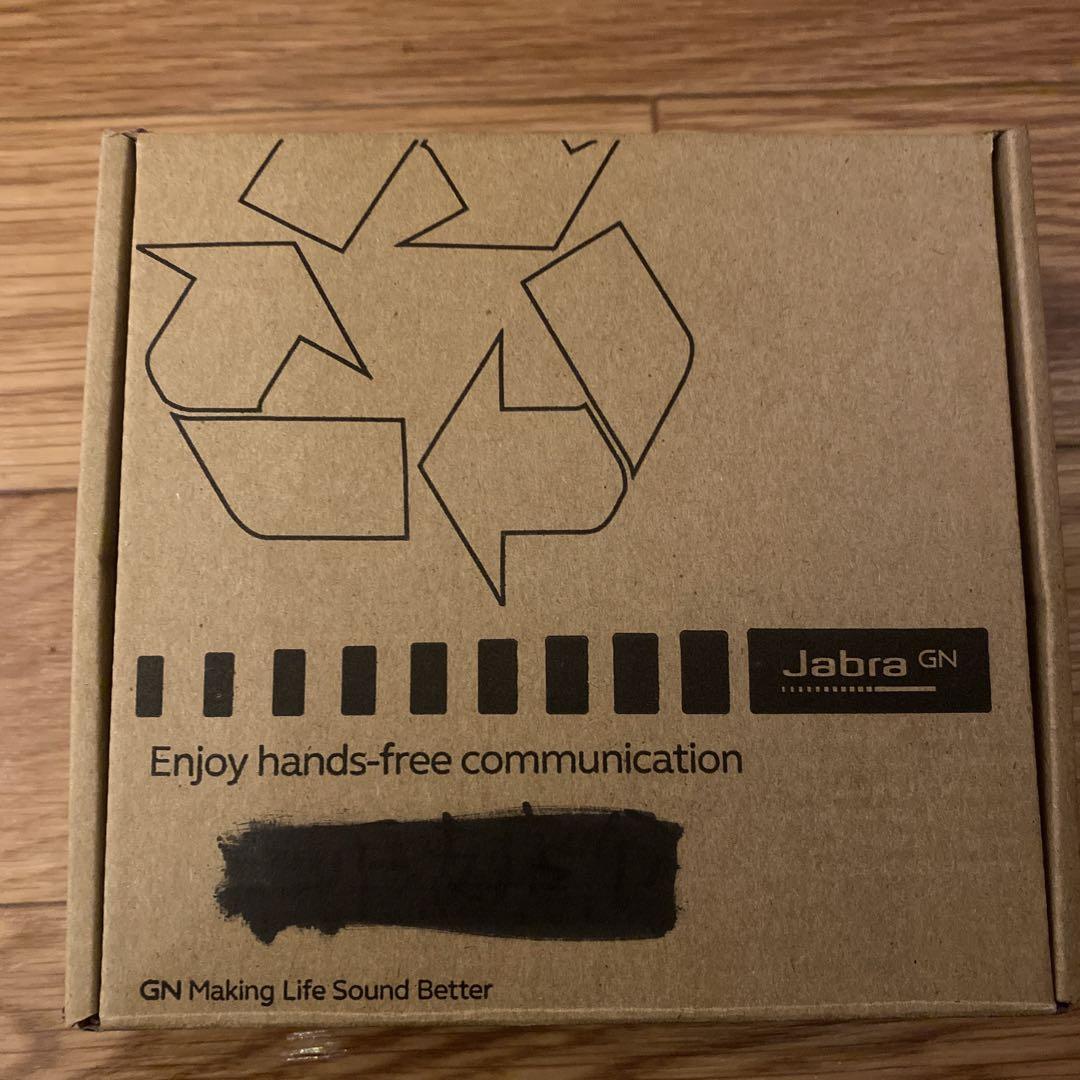 Jabra GN
Enjoy hands-free communication
GN Making Life Sound Better